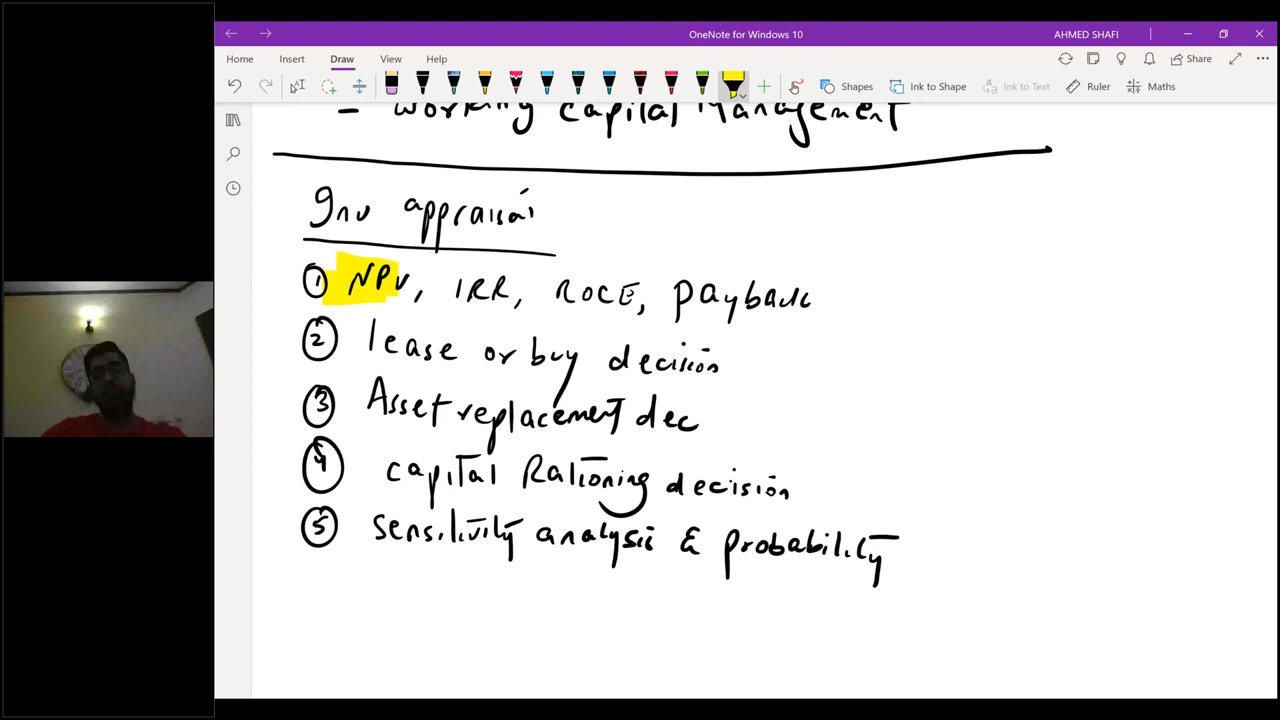 OneNote for Windows 10
AHMED SHAFI
Home Insert Draw View Help
Share
Shapes Ink to Shape Ink to Text Ruler Maths
- Working Capital Management
Inv appraisal
① NPV, IRR, ROCE, Payback
② lease or buy decision
③ Asset replacement dec
④ capital Rationing decision
⑤ sensitivity analysis & probability